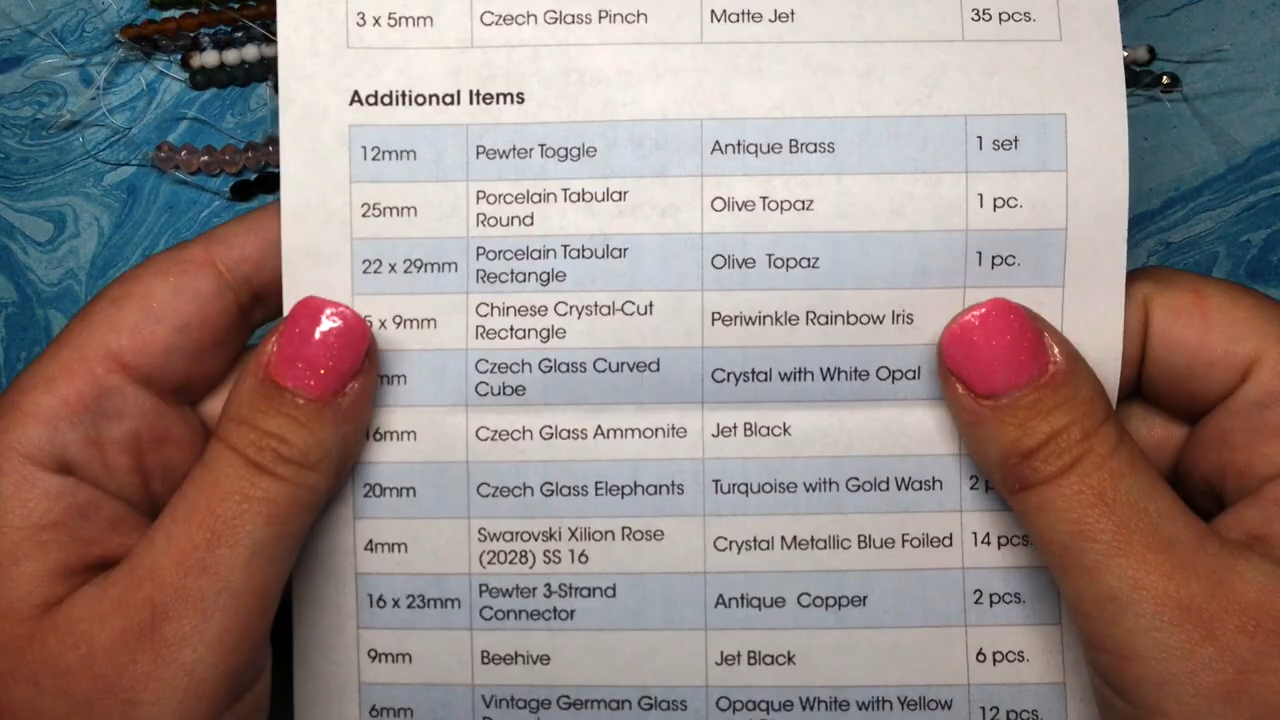 3 x 5mm Czech Glass Pinch Matte Jet 35 pcs.
Additional Items
12mm Pewter Toggle Antique Brass 1 set
25mm Porcelain Tabular Round Olive Topaz 1 pc.
22 x 29mm Porcelain Tabular Rectangle Olive Topaz 1 pc.
x 9mm Chinese Crystal-Cut Rectangle Periwinkle Rainbow Iris
mm Czech Glass Curved Cube Crystal with White Opal
16mm Czech Glass Ammonite Jet Black
20mm Czech Glass Elephants Turquoise with Gold Wash 2
4mm Swarovski Xilion Rose (2028) SS 16 Crystal Metallic Blue Foiled 14 pcs.
16 x 23mm Pewter 3-Strand Connector Antique Copper 2 pcs.
9mm Beehive Jet Black 6 pcs.
6mm Vintage German Glass Opaque White with Yellow 12 pcs.